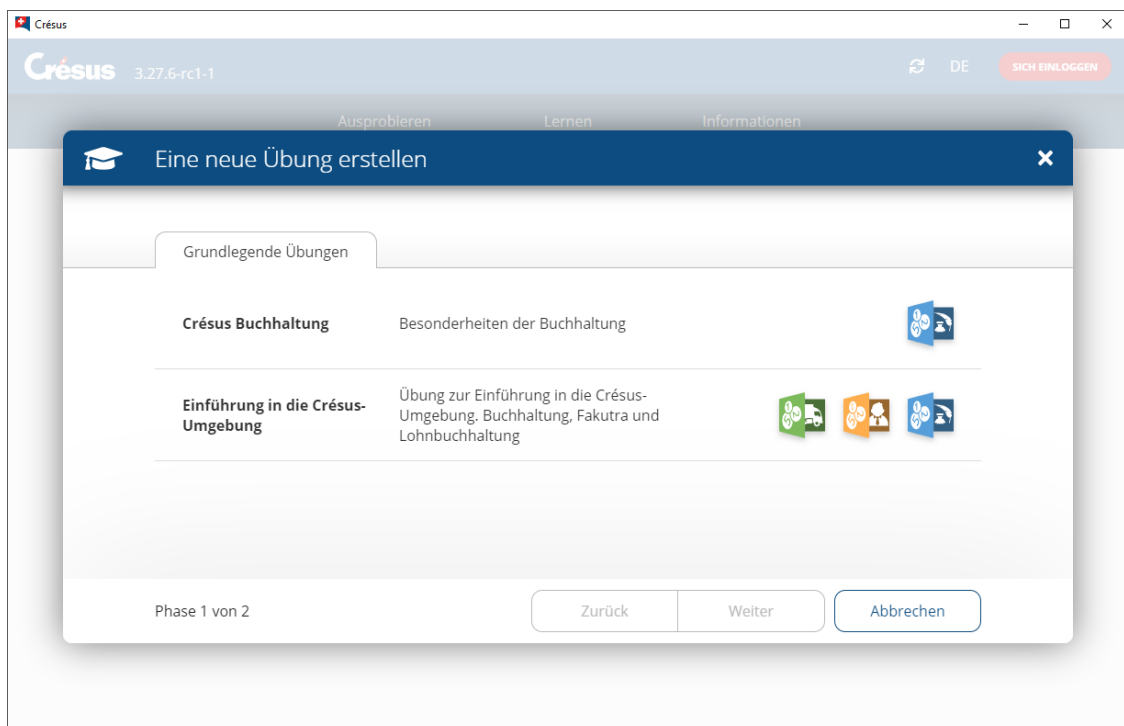 Crésus
Crésus 3.27.6-rc1-1 DE SICH EINLOGGEN
Ausprobieren Lernen Informationen
Eine neue Übung erstellen
Grundlegende Übungen
Crésus Buchhaltung Besonderheiten der Buchhaltung
Einführung in die Crésus-
Umgebung
Übung zur Einführung in die Crésus-
Umgebung. Buchhaltung, Fakutra und
Lohnbuchhaltung
Phase 1 von 2 Zurück Weiter Abbrechen